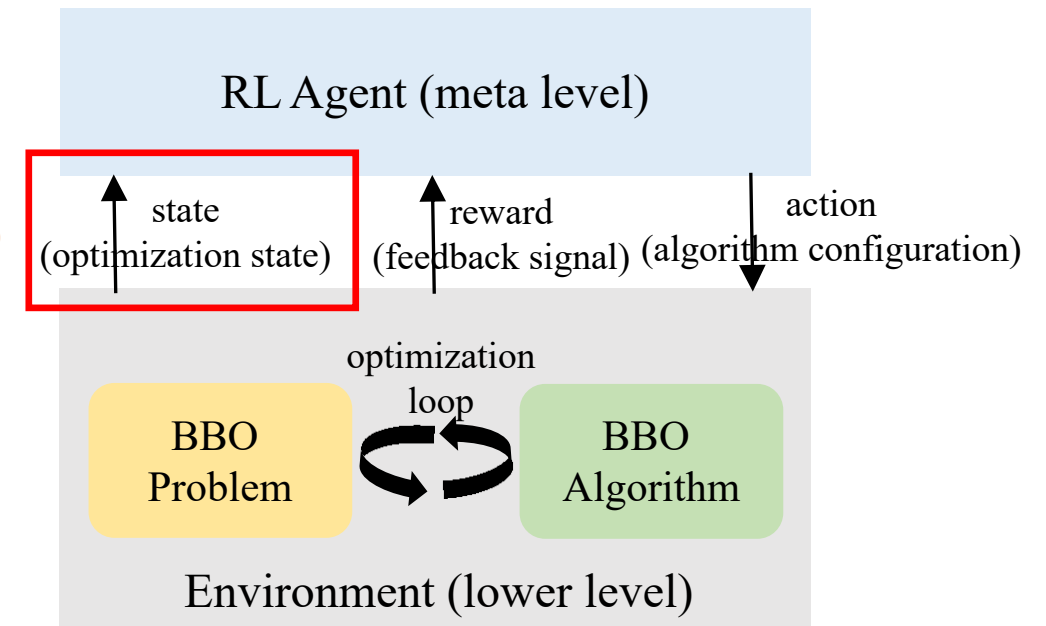 RL Agent (meta level)
state
(optimization state)
reward
(feedback signal)
action
(algorithm configuration)
optimization
loop
BBO
Problem
BBO
Algorithm
Environment (lower level)